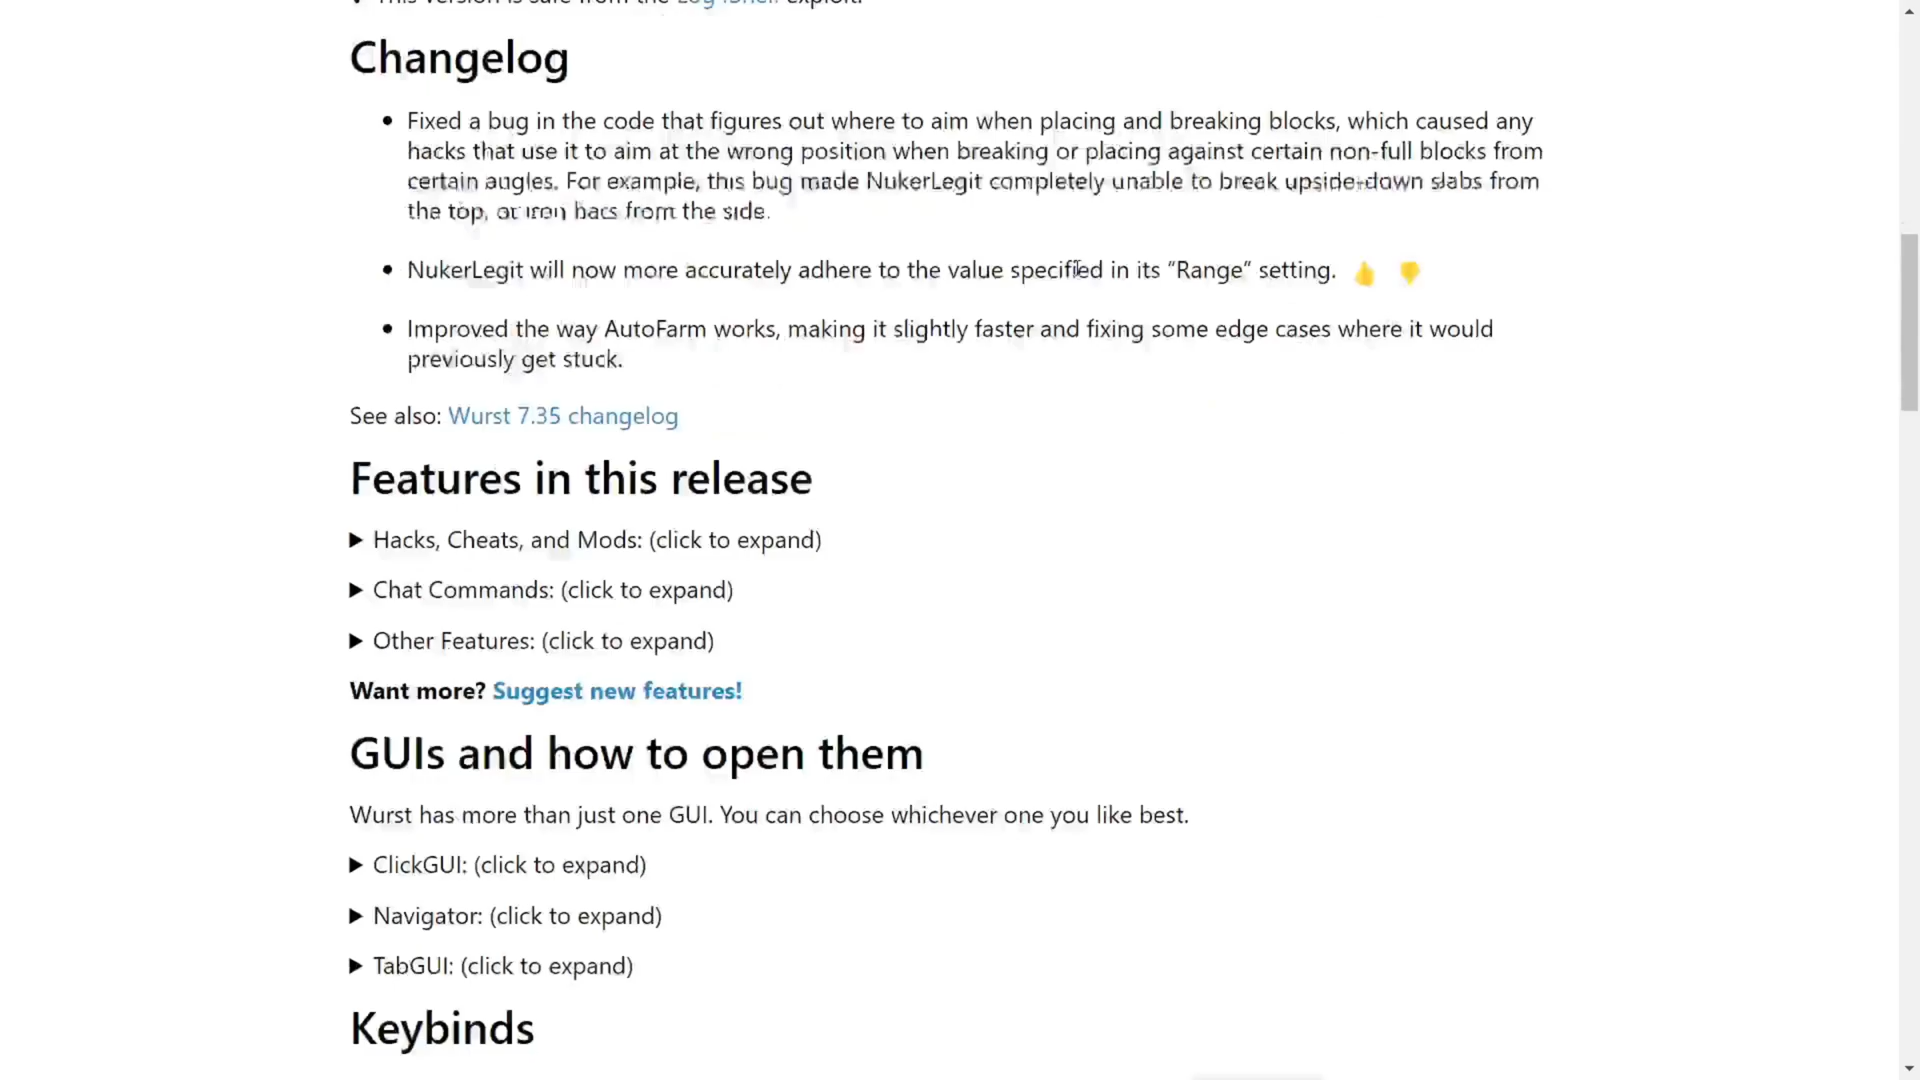 This version is safe from the Log4Shell exploit.
Changelog
Fixed a bug in the code that figures out where to aim when placing and breaking blocks, which caused any
hacks that use it to aim at the wrong position when breaking or placing against certain non-full blocks from
certain angles. For example, this bug made NukerLegit completely unable to break upside-down slabs from
the top, or iron bars from the side.
NukerLegit will now more accurately adhere to the value specified in its “Range” setting.
Improved the way AutoFarm works, making it slightly faster and fixing some edge cases where it would
previously get stuck.
See also: Wurst 7.35 changelog
Features in this release
Hacks, Cheats, and Mods: (click to expand)
Chat Commands: (click to expand)
Other Features: (click to expand)
Want more? Suggest new features!
GUIs and how to open them
Wurst has more than just one GUI. You can choose whichever one you like best.
ClickGUI: (click to expand)
Navigator: (click to expand)
TabGUI: (click to expand)
Keybinds